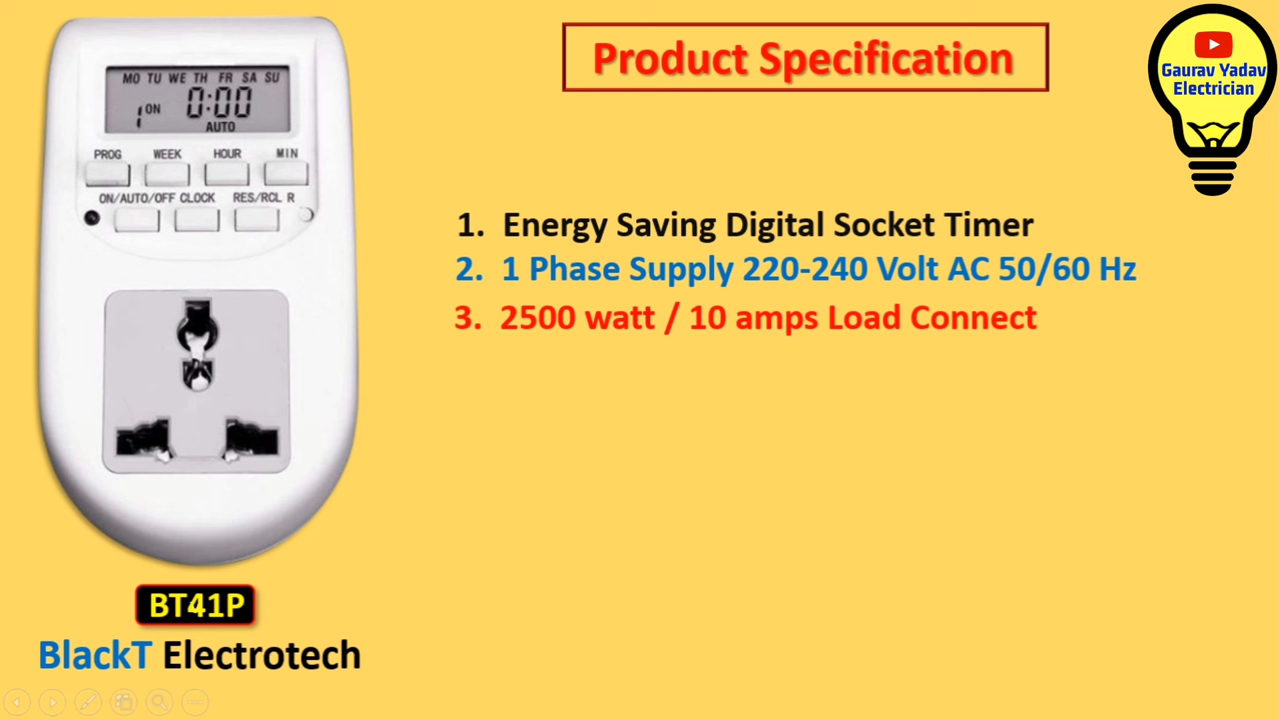 Product Specification
Gaurav Yadav
Electrician
MO TU WE TH FR SA SU
1 ON 0:00
AUTO
PROG WEEK HOUR MIN
ON/AUTO/OFF CLOCK RES/RCL R
1. Energy Saving Digital Socket Timer
2. 1 Phase Supply 220-240 Volt AC 50/60 Hz
3. 2500 watt / 10 amps Load Connect
BT41P
BlackT Electrotech